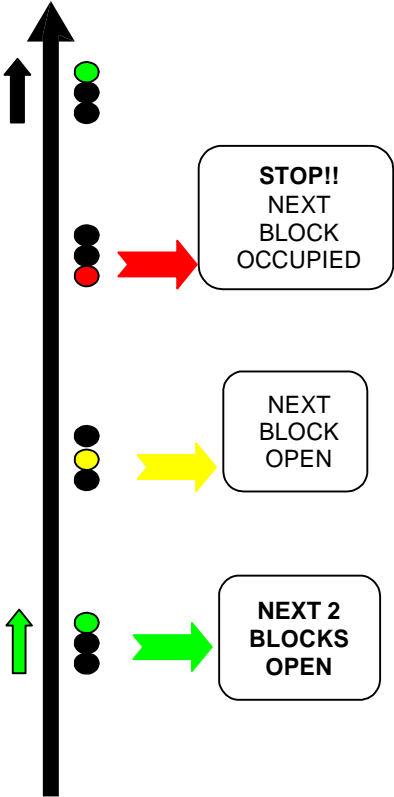 STOP!!
NEXT
BLOCK
OCCUPIED
NEXT
BLOCK
OPEN
NEXT 2
BLOCKS
OPEN